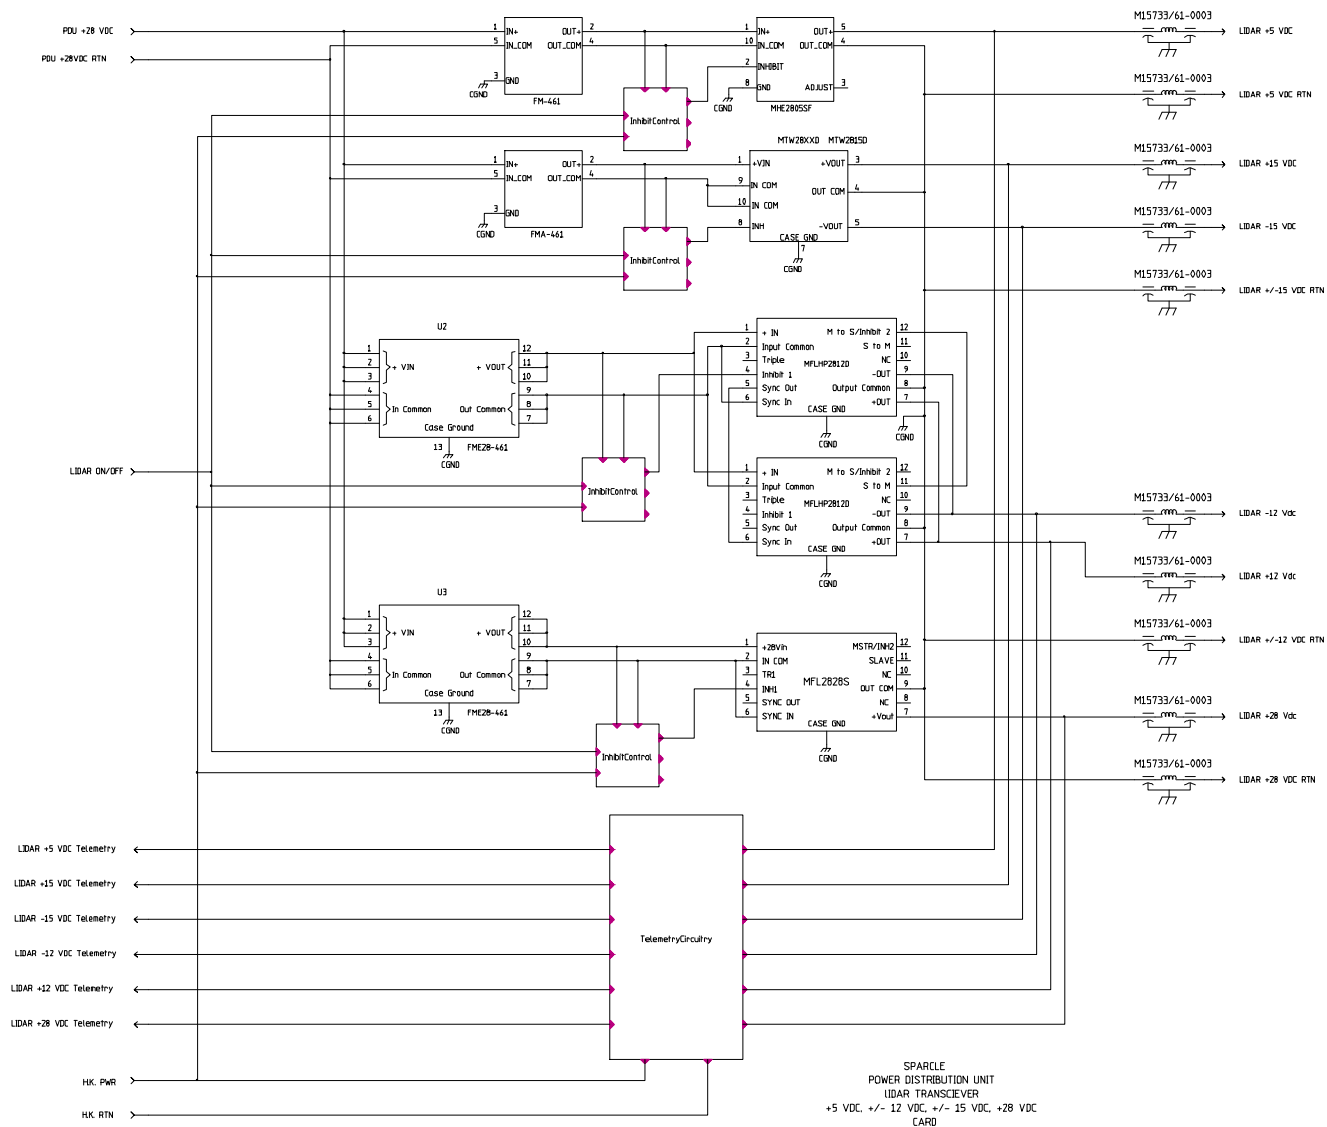 PDU +28 VDC
PDU +28VDC RTN
1 IN+ OUT+ 2
5 IN_COM OUT_COM 4
3 GND
CGND
FM-461
1 IN+ OUT+ 5
10 IN_COM OUT_COM 4
2 INHIBIT
8 GND ADJUST 3
CGND
MHE2805SF
InhibitControl
M15733/61-0003
LIDAR +5 VDC
M15733/61-0003
LIDAR +5 VDC RTN
1 IN+ OUT+ 2
5 IN_COM OUT_COM 4
3 GND
CGND
FMA-461
MTW28XXD MTW2815D
1 +VIN +VOUT 3
9 IN COM
OUT COM 4
10 IN COM
8 INH -VOUT 5
CASE GND
7
CGND
InhibitControl
M15733/61-0003
LIDAR +15 VDC
M15733/61-0003
LIDAR -15 VDC
M15733/61-0003
LIDAR +/-15 VDC RTN
U2
1 12
2 + VIN + VOUT 11
3 10
4 9
5 In Common Out Common 8
6 7
Case Ground
13 FME28-461
CGND
1 + IN M to S/Inhibit 2 12
2 Input Common S to M 11
3 Triple NC 10
MFLHP2812D
4 Inhibit 1 -OUT 9
5 Sync Out Output Common 8
6 Sync In +OUT 7
CASE GND
CGND
CGND
LIDAR ON/OFF
InhibitControl
1 + IN M to S/Inhibit 2 12
2 Input Common S to M 11
3 Triple NC 10
MFLHP2812D
4 Inhibit 1 -OUT 9
5 Sync Out Output Common 8
6 Sync In +OUT 7
CASE GND
CGND
M15733/61-0003
LIDAR -12 Vdc
M15733/61-0003
LIDAR +12 Vdc
M15733/61-0003
LIDAR +/-12 VDC RTN
U3
1 12
2 + VIN + VOUT 11
3 10
4 9
5 In Common Out Common 8
6 7
Case Ground
13 FME28-461
CGND
1 +28Vin MSTR/INH2 12
2 IN COM SLAVE 11
3 TR1 NC 10
MFL2828S
4 INH1 OUT COM 9
5 SYNC OUT NC 8
6 SYNC IN +Vout 7
CASE GND
CGND
InhibitControl
M15733/61-0003
LIDAR +28 Vdc
M15733/61-0003
LIDAR +28 VDC RTN
LIDAR +5 VDC Telemetry
LIDAR +15 VDC Telemetry
LIDAR -15 VDC Telemetry
LIDAR -12 VDC Telemetry
LIDAR +12 VDC Telemetry
LIDAR +28 VDC Telemetry
TelemetryCircuitry
H.K. PWR
H.K. RTN
SPARCLE
POWER DISTRIBUTION UNIT
lIDAR TRANSCIEVER
+5 VDC, +/- 12 VDC, +/- 15 VDC, +28 VDC
CARD